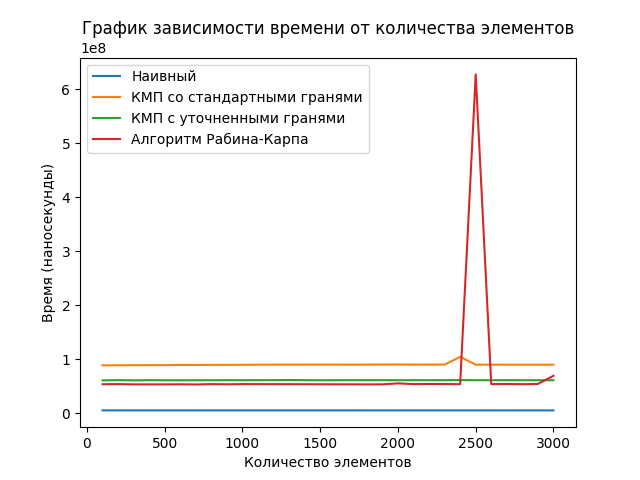 График зависимости времени от количества элементов
1e8
Наивный
КМП со стандартными гранями
КМП с уточненными гранями
Алгоритм Рабина-Карпа
Время (наносекунды)
6
5
4
3
2
1
0
0 500 1000 1500 2000 2500 3000
Количество элементов